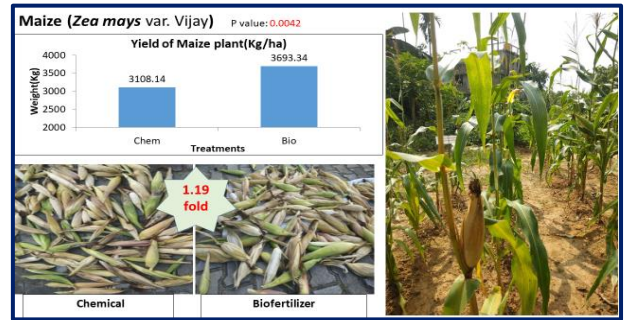 Maize (Zea mays var. Vijay) P value: 0.0042
Yield of Maize plant(Kg/ha)
Weight(Kg)
4000
3500
3000
2500
2000
3108.14
3693.34
Chem
Bio
Treatments
1.19
fold
Chemical
Biofertilizer